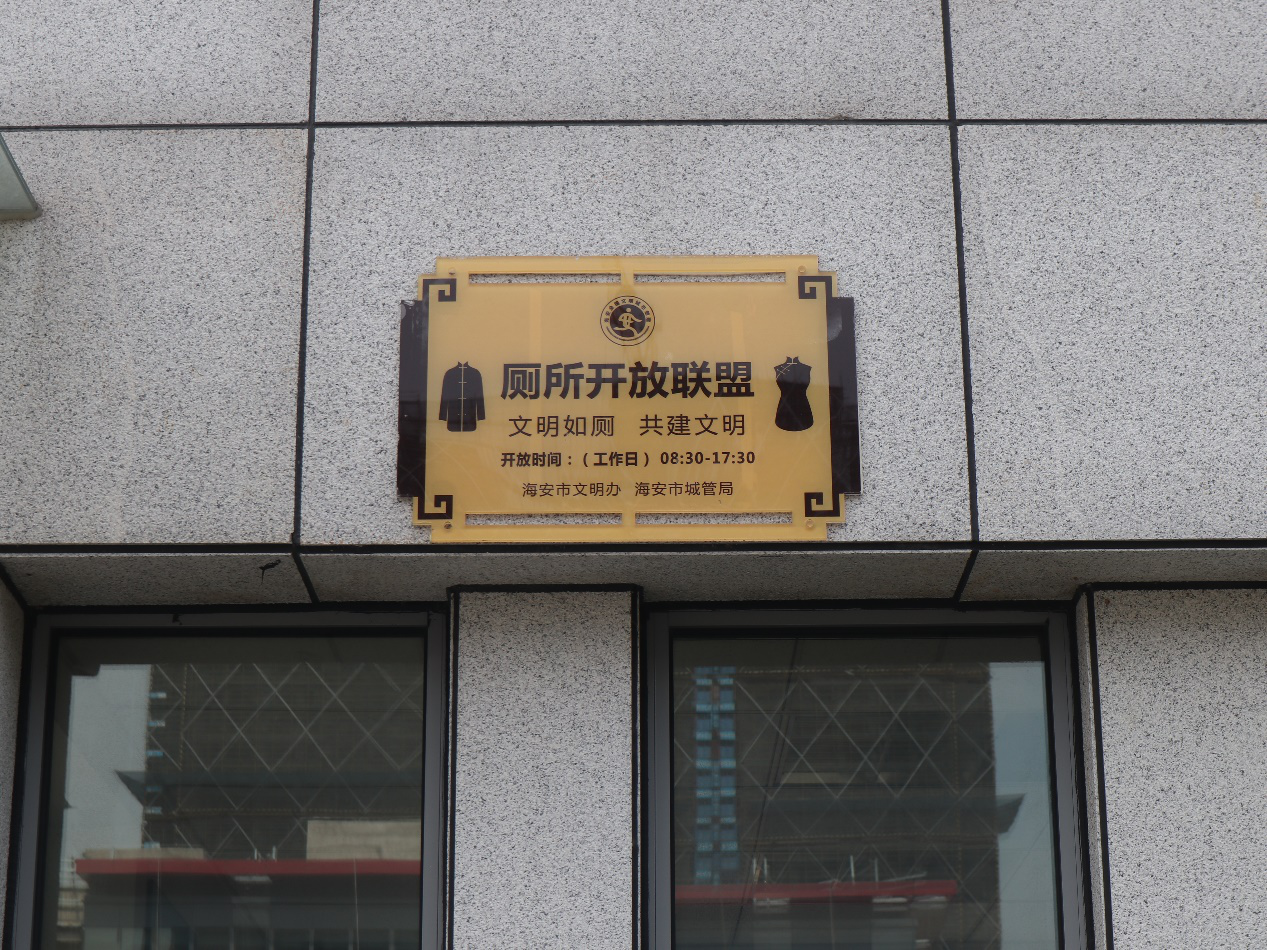 厕所开放联盟
文明如厕 共建文明
开放时间：（工作日）08:30-17:30
海安市文明办 海安市城管局